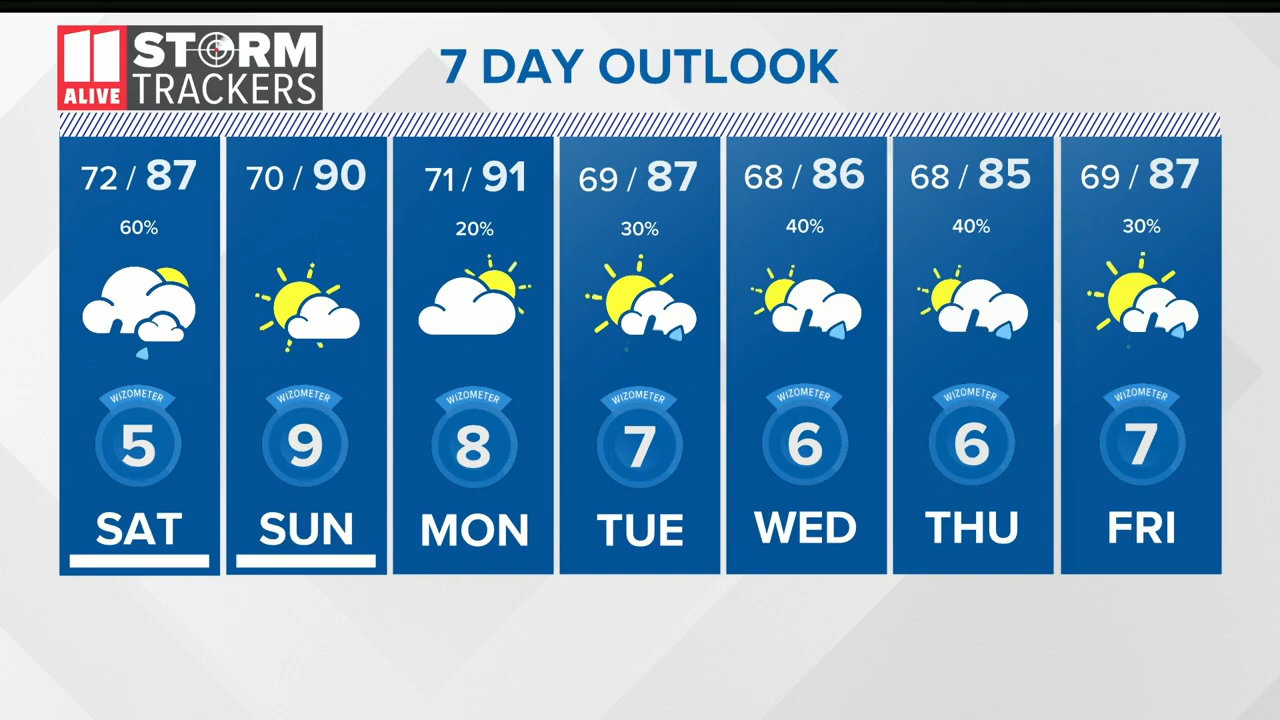 11 ALIVE STORM TRACKERS
7 DAY OUTLOOK
72 / 87
70 / 90
71 / 91
69 / 87
68 / 86
68 / 85
69 / 87
60%
20%
30%
40%
40%
30%
WIZOMETER
WIZOMETER
WIZOMETER
WIZOMETER
WIZOMETER
WIZOMETER
WIZOMETER
5
9
8
7
6
6
7
SAT
SUN
MON
TUE
WED
THU
FRI